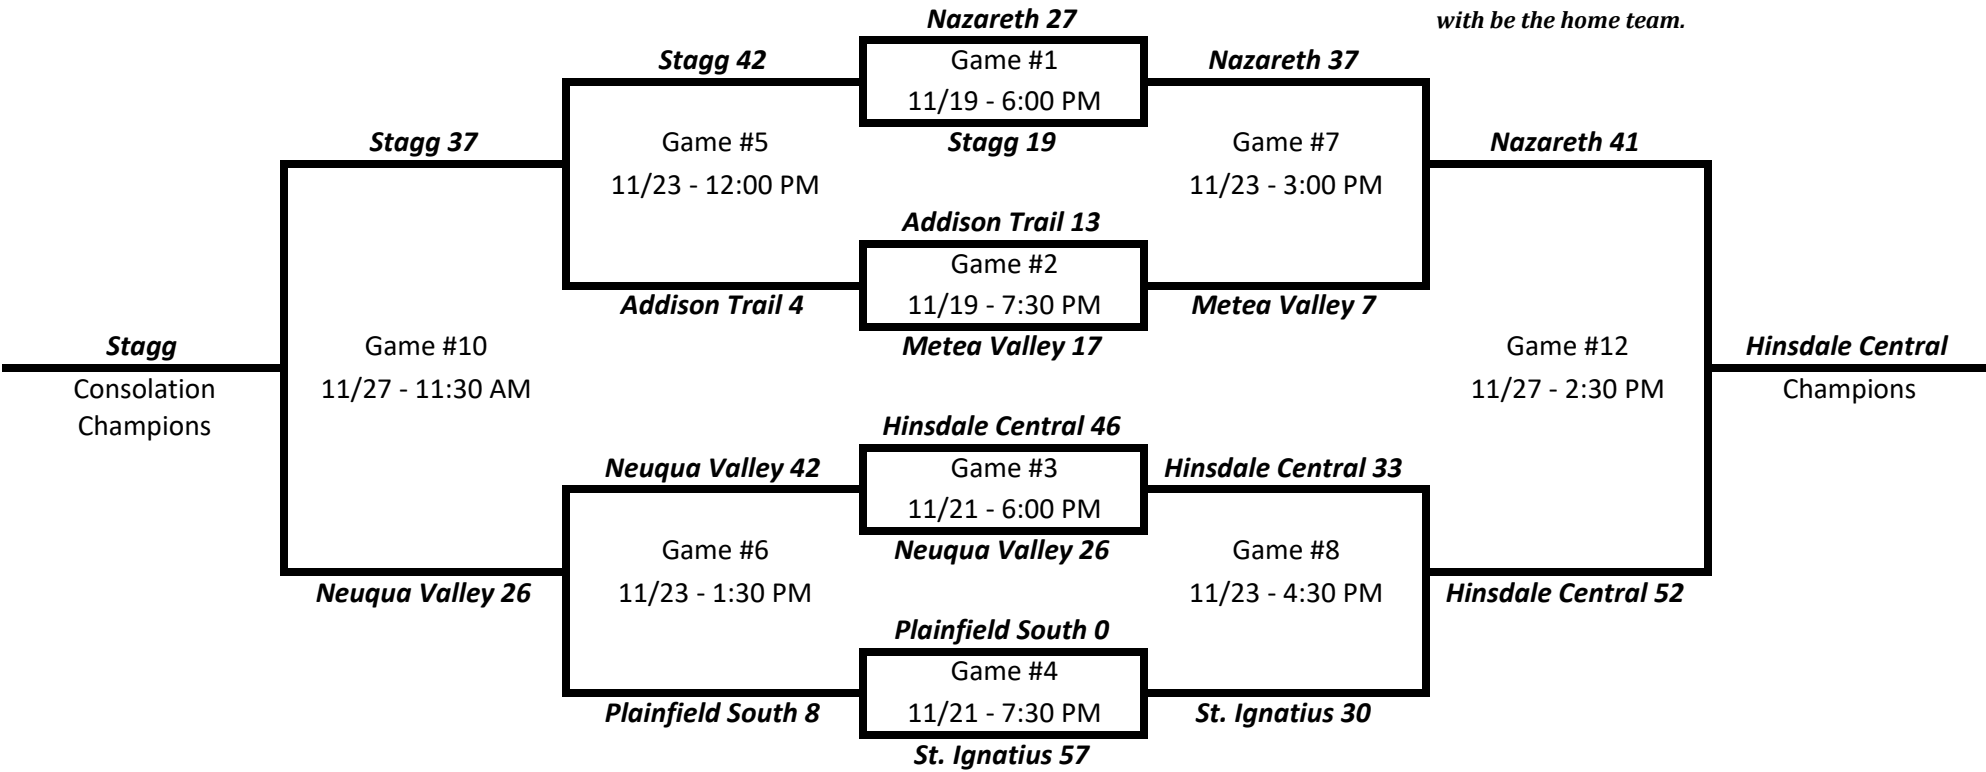 Nazareth 27
with be the home team.
Stagg 42
Game #1
Nazareth 37
11/19 - 6:00 PM
Stagg 37
Game #5
Stagg 19
Game #7
Nazareth 41
11/23 - 12:00 PM
11/23 - 3:00 PM
Addison Trail 13
Game #2
Addison Trail 4
11/19 - 7:30 PM
Metea Valley 7
Stagg
Game #10
Metea Valley 17
Game #12
Hinsdale Central
Consolation
Champions
11/27 - 11:30 AM
11/27 - 2:30 PM
Champions
Hinsdale Central 46
Neuqua Valley 42
Game #3
Hinsdale Central 33
11/21 - 6:00 PM
Game #6
Neuqua Valley 26
Game #8
Neuqua Valley 26
11/23 - 1:30 PM
11/23 - 4:30 PM
Hinsdale Central 52
Plainfield South 0
Game #4
Plainfield South 8
11/21 - 7:30 PM
St. Ignatius 30
St. Ignatius 57